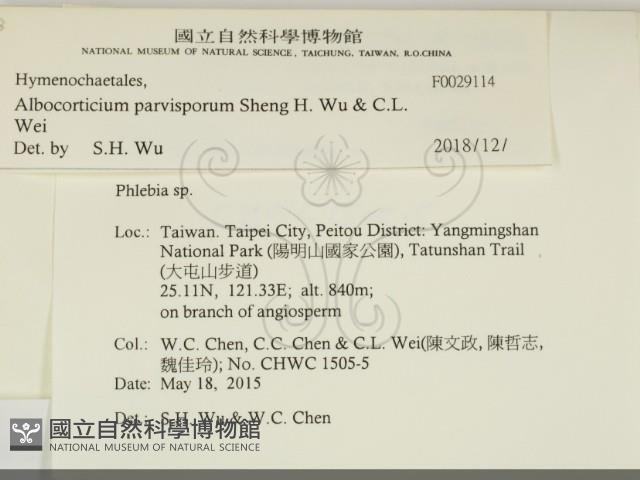 國立自然科學博物館
NATIONAL MUSEUM OF NATURAL SCIENCE, TAICHUNG, TAIWAN, R.O.CHINA
Hymenochaetales, F0029114
Albocorticium parvisporum Sheng H. Wu & C.L.
Wei
Det. by S.H. Wu 2018/12/
Phlebia sp.
Loc.: Taiwan. Taipei City, Peitou District: Yangmingshan
National Park (陽明山國家公園), Tatunshan Trail
(大屯山步道)
25.11N, 121.33E; alt. 840m;
on branch of angiosperm
Col.: W.C. Chen, C.C. Chen & C.L. Wei(陳文政, 陳哲志,
魏佳玲); No. CHWC 1505-5
Date: May 18, 2015
Det.: S.H. Wu & W.C. Chen
國立自然科學博物館
NATIONAL MUSEUM OF NATURAL SCIENCE